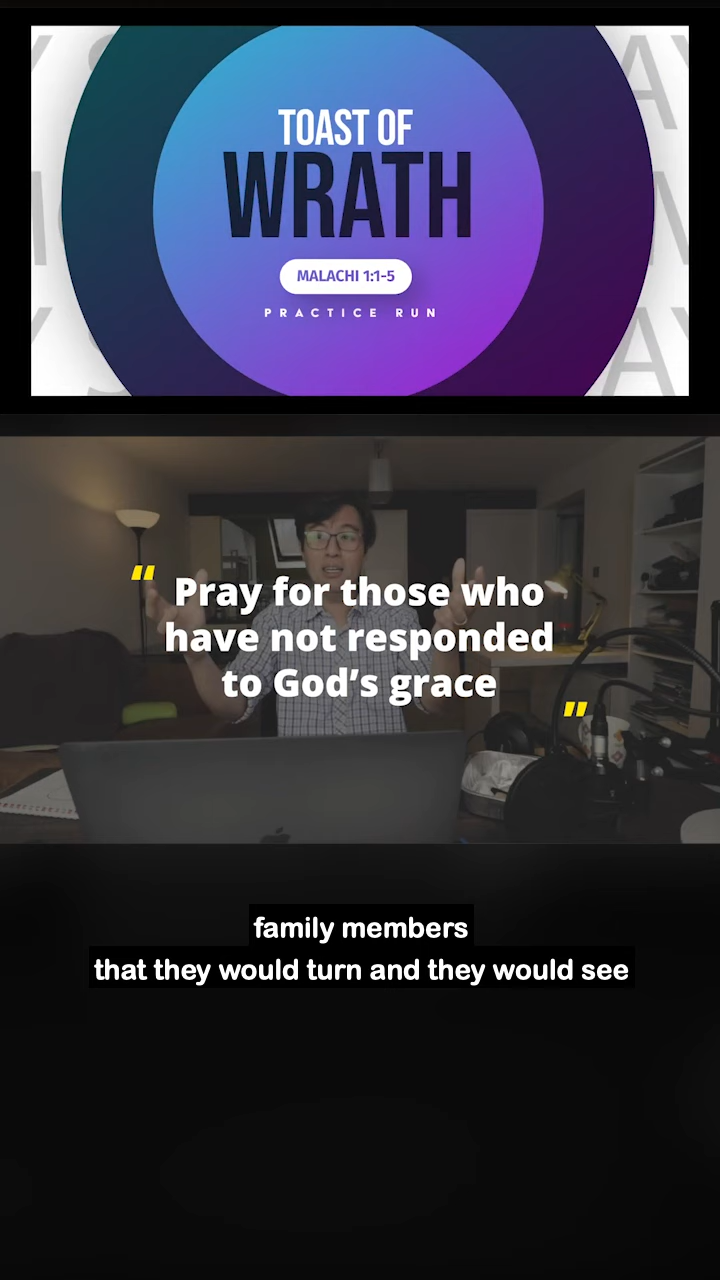 TOAST OF
WRATH
MALACHI 1:1-5
PRACTICE RUN
" Pray for those who
have not responded
to God's grace "
family members
that they would turn and they would see